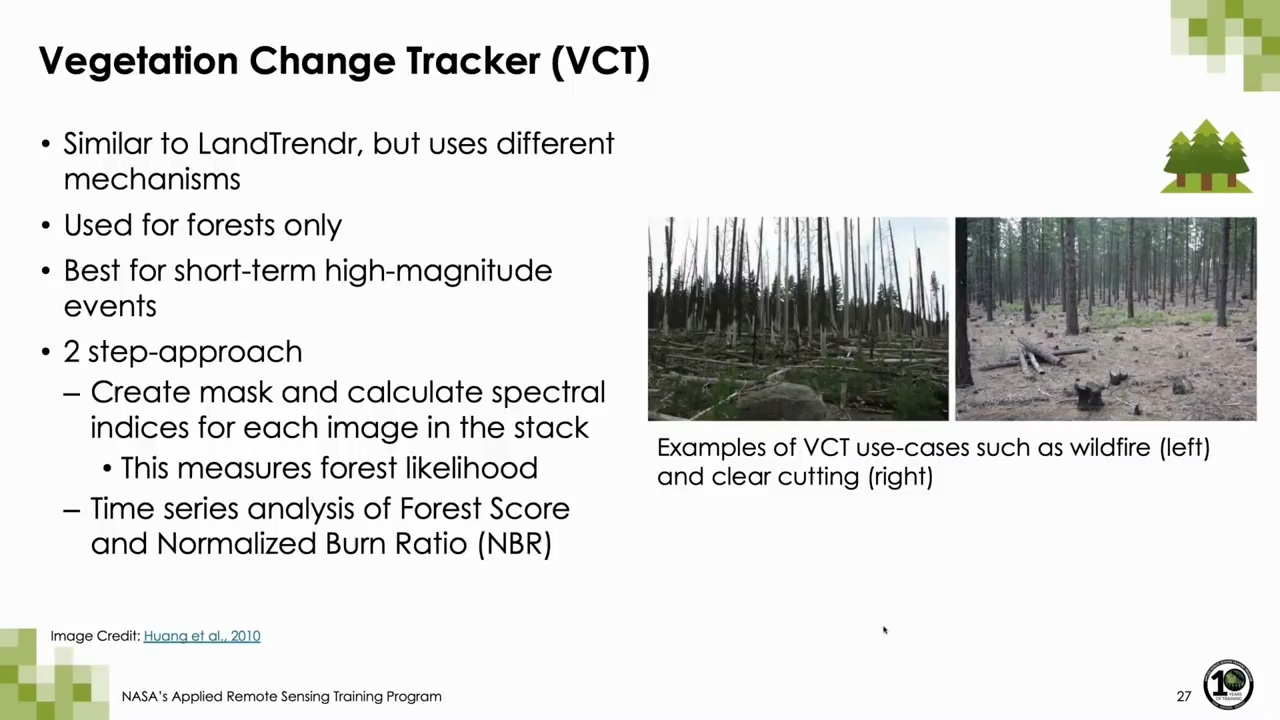 Vegetation Change Tracker (VCT)
• Similar to LandTrendr, but uses different
mechanisms
• Used for forests only
• Best for short-term high-magnitude
events
• 2 step-approach
– Create mask and calculate spectral
indices for each image in the stack
• This measures forest likelihood
– Time series analysis of Forest Score
and Normalized Burn Ratio (NBR)
Examples of VCT use-cases such as wildfire (left)
and clear cutting (right)
Image Credit: Huang et al., 2010
NASA's Applied Remote Sensing Training Program
27
10
YEARS
OF TRAINING